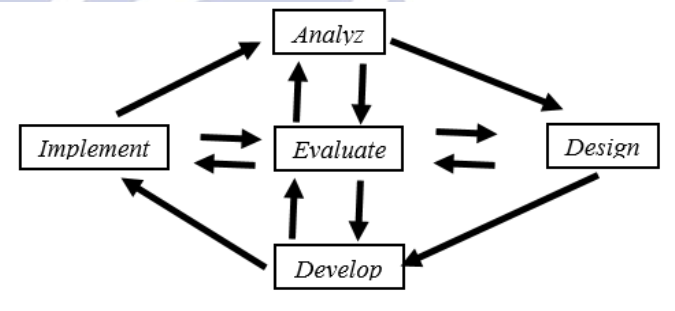 Analyz
Implement
Evaluate
Design
Develop